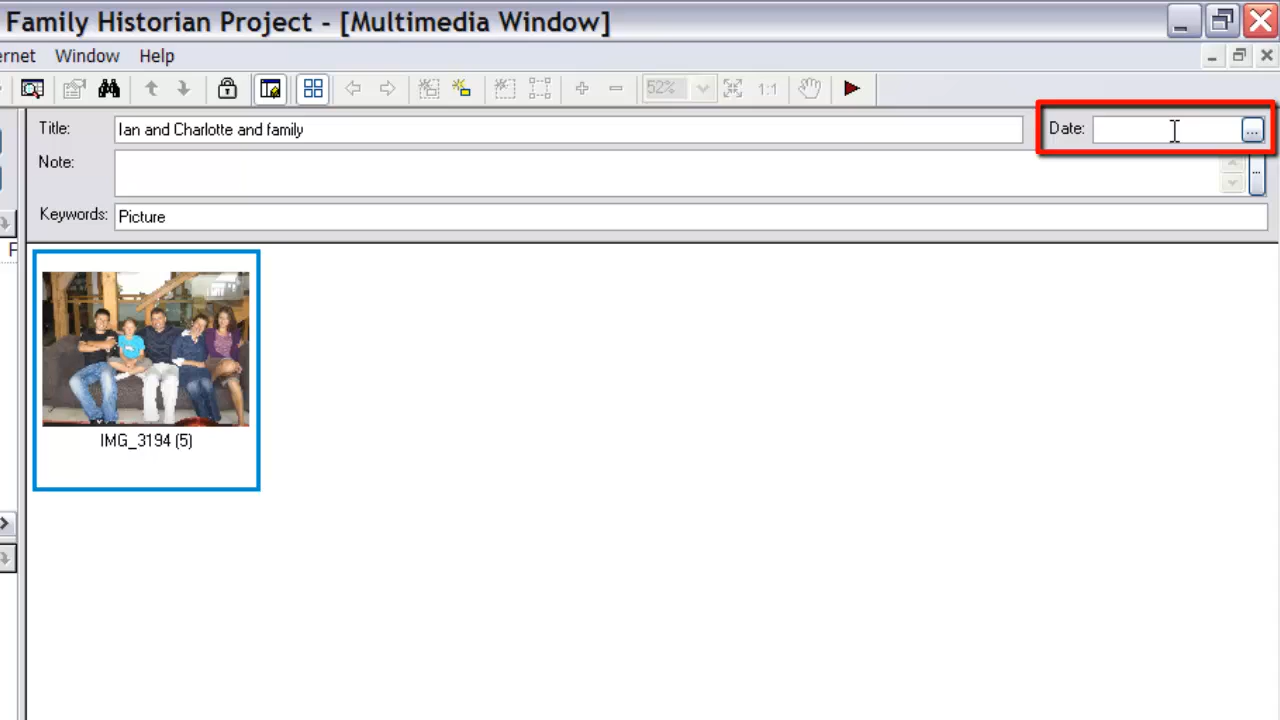 Family Historian Project - [Multimedia Window]
ernet Window Help
52% 1:1
Title: Ian and Charlotte and family Date: ...
Note: ...
Keywords: Picture
F
IMG_3194 (5)